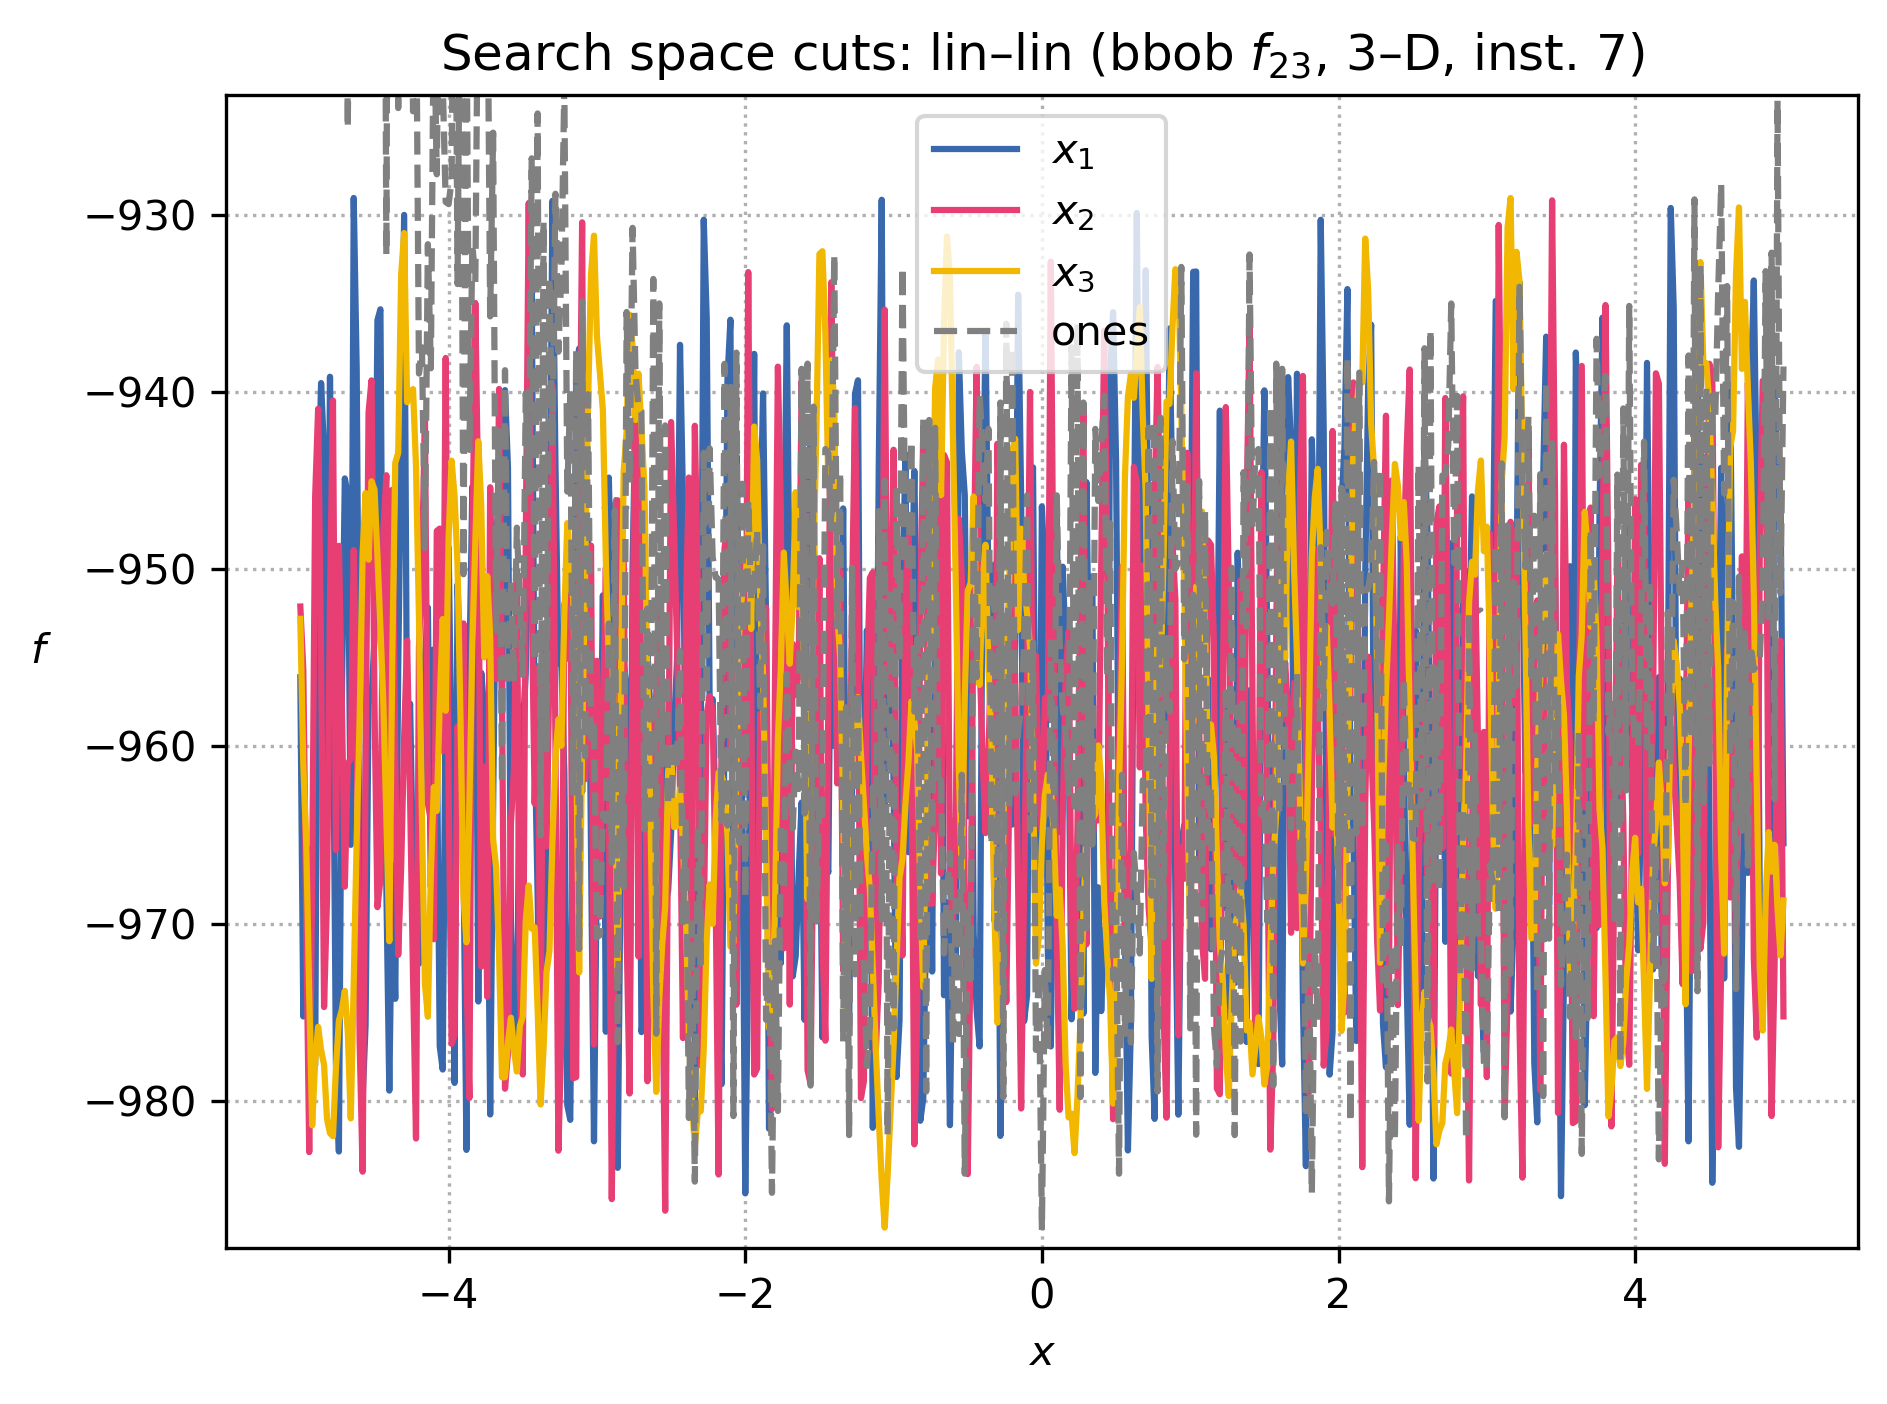 Search space cuts: lin–lin (bbob f₂₃, 3–D, inst. 7)
x₁
x₂
x₃
ones
−930
−940
−950
−960
−970
−980
f
−4
−2
0
2
4
x